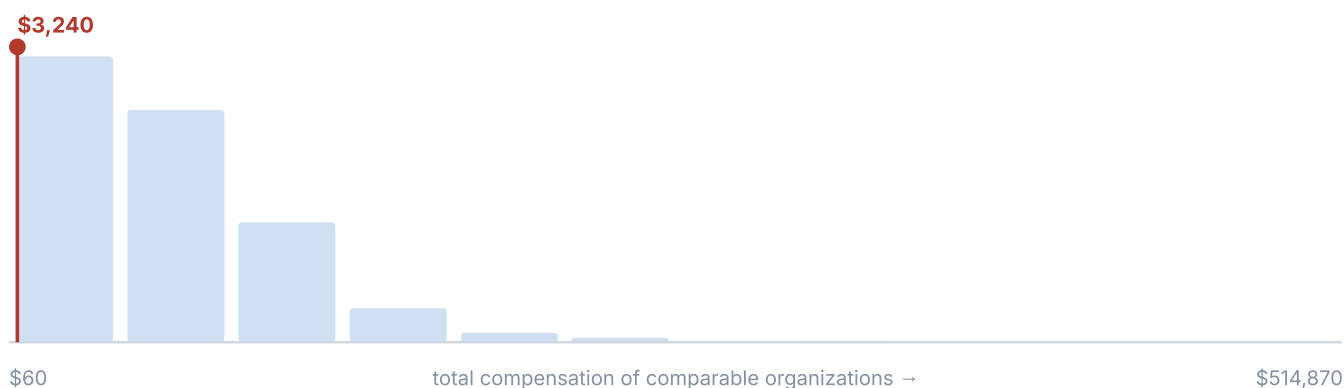 $3,240
$60 total compensation of comparable organizations → $514,870